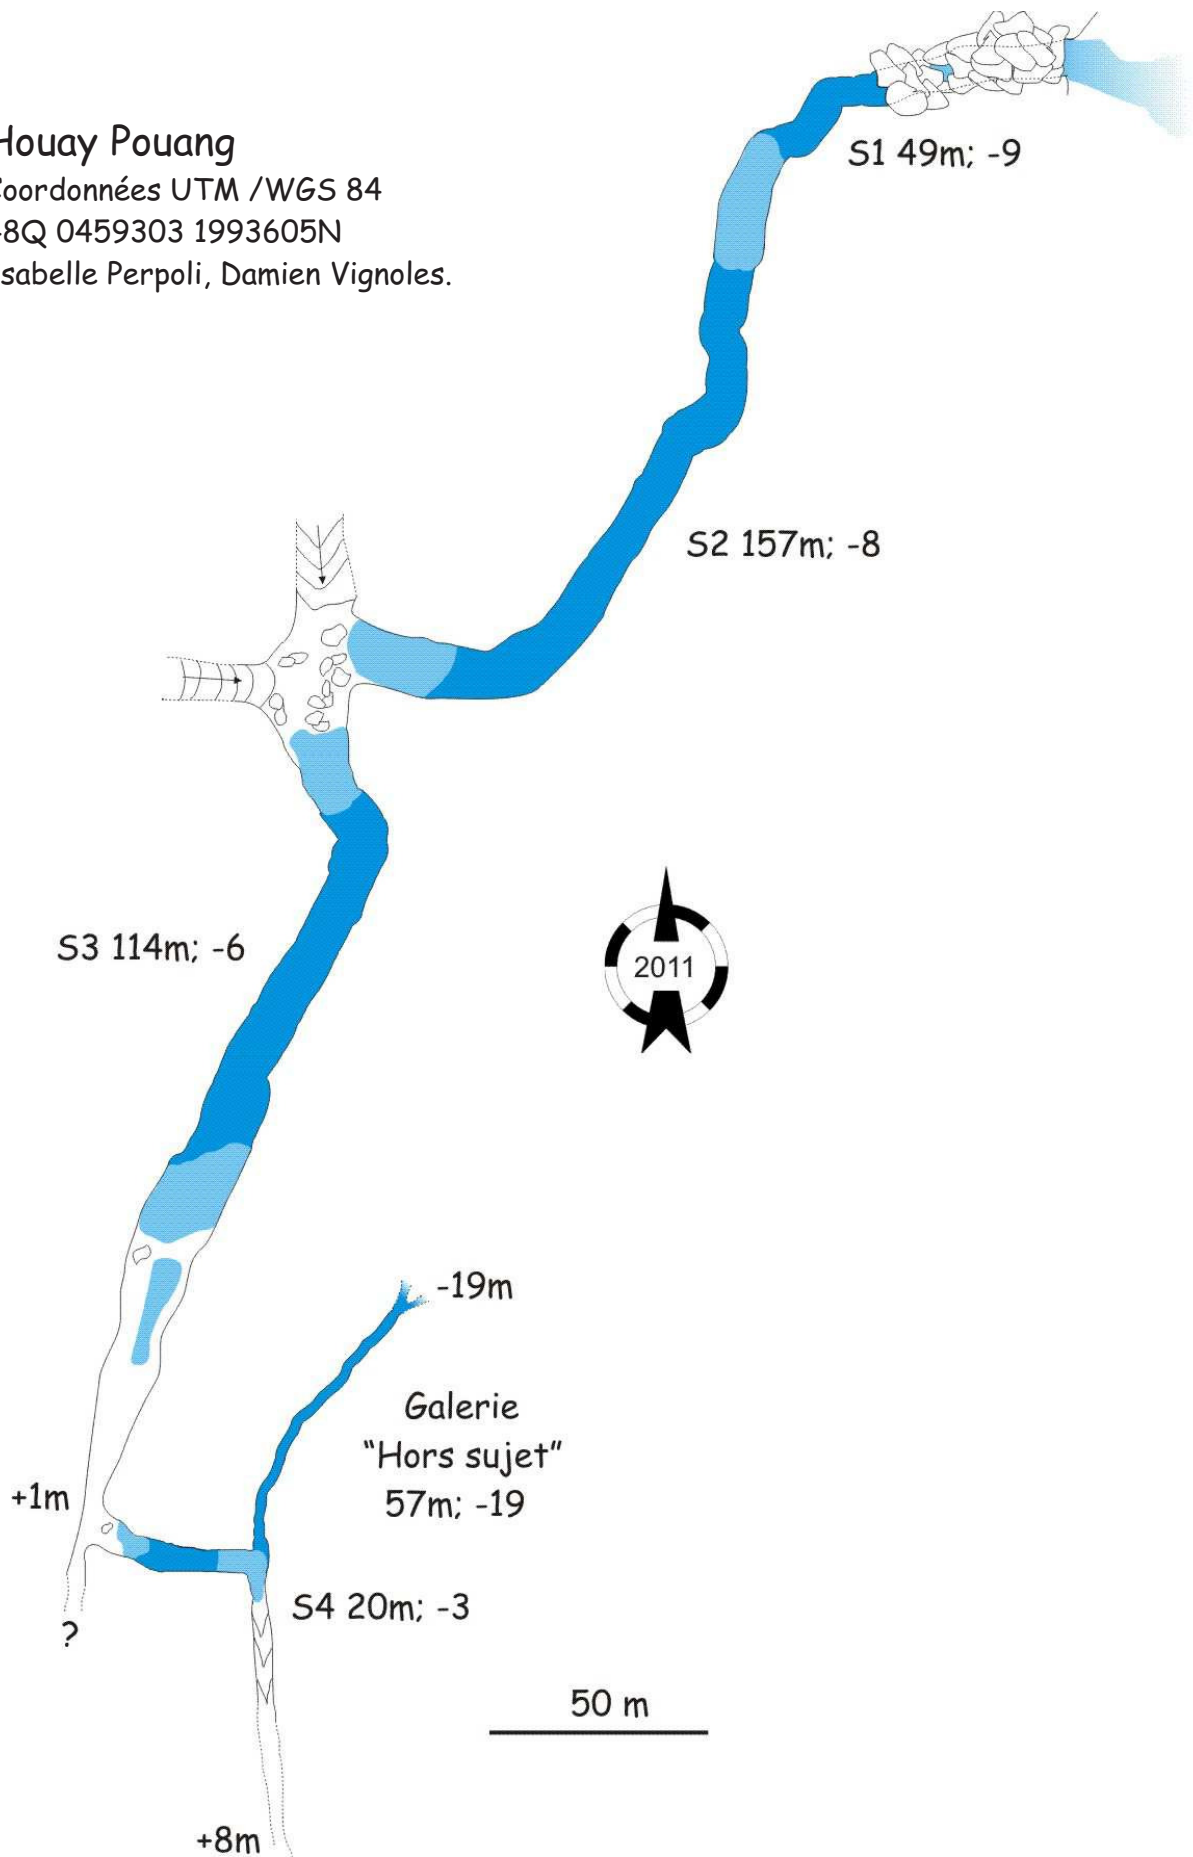 Houay Pouang
Coordonnées UTM /WGS 84
48Q 0459303 1993605N
Isabelle Perpoli, Damien Vignoles.
S1 49m; -9
S2 157m; -8
S3 114m; -6
2011
-19m
Galerie
"Hors sujet"
57m; -19
+1m
S4 20m; -3
?
50 m
+8m